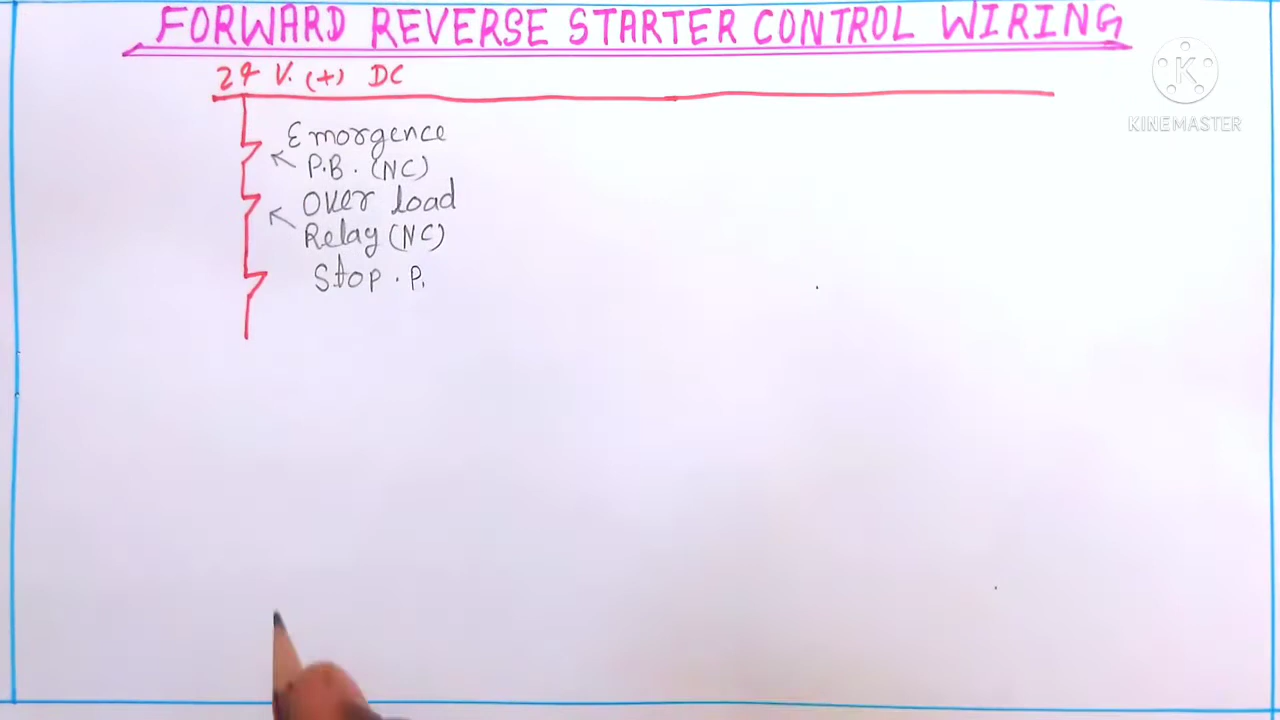 FORWARD REVERSE STARTER CONTROL WIRING
24 V. (+) DC
KINEMASTER
Emorgence
P.B. (NC)
Over load
Relay (NC)
Stop . P.